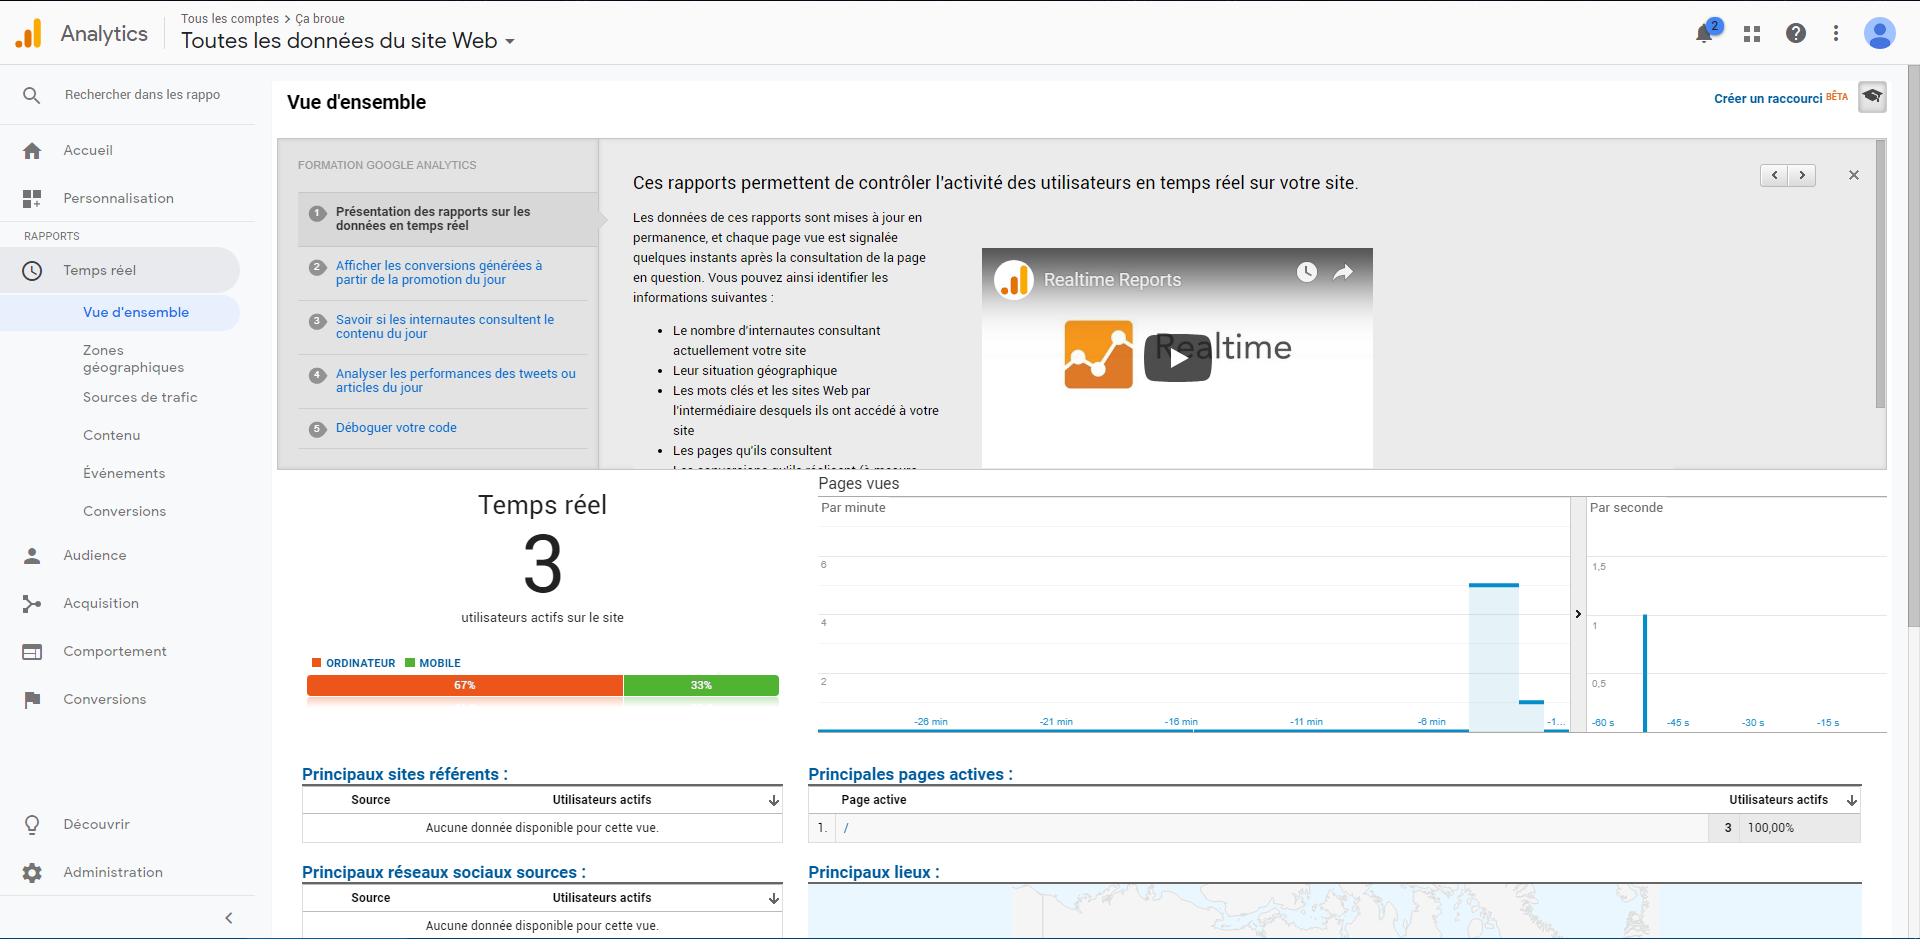 Analytics
Tous les comptes > Ça broue
Toutes les données du site Web
2
Rechercher dans les rappo
Accueil
Personnalisation
RAPPORTS
Temps réel
Vue d'ensemble
Zones
géographiques
Sources de trafic
Contenu
Événements
Conversions
Audience
Acquisition
Comportement
Conversions
Découvrir
Administration
Vue d'ensemble
Créer un raccourci BÊTA
FORMATION GOOGLE ANALYTICS
1 Présentation des rapports sur les
données en temps réel
2 Afficher les conversions générées à
partir de la promotion du jour
3 Savoir si les internautes consultent le
contenu du jour
4 Analyser les performances des tweets ou
articles du jour
5 Déboguer votre code
Ces rapports permettent de contrôler l'activité des utilisateurs en temps réel sur votre site.
Les données de ces rapports sont mises à jour en
permanence, et chaque page vue est signalée
quelques instants après la consultation de la page
en question. Vous pouvez ainsi identifier les
informations suivantes :
• Le nombre d'internautes consultant
actuellement votre site
• Leur situation géographique
• Les mots clés et les sites Web par
l'intermédiaire desquels ils ont accédé à votre
site
• Les pages qu'ils consultent
Realtime Reports
Realtime
Temps réel
3
utilisateurs actifs sur le site
ORDINATEUR MOBILE
67% 33%
Pages vues
Par minute
6
4
2
-26 min -21 min -16 min -11 min -6 min -1...
Par seconde
1,5
1
0,5
-60 s -45 s -30 s -15 s
Principaux sites référents :
Source Utilisateurs actifs
Aucune donnée disponible pour cette vue.
Principales pages actives :
Page active Utilisateurs actifs
1. / 3 100,00%
Principaux réseaux sociaux sources :
Source Utilisateurs actifs
Aucune donnée disponible pour cette vue.
Principaux lieux :